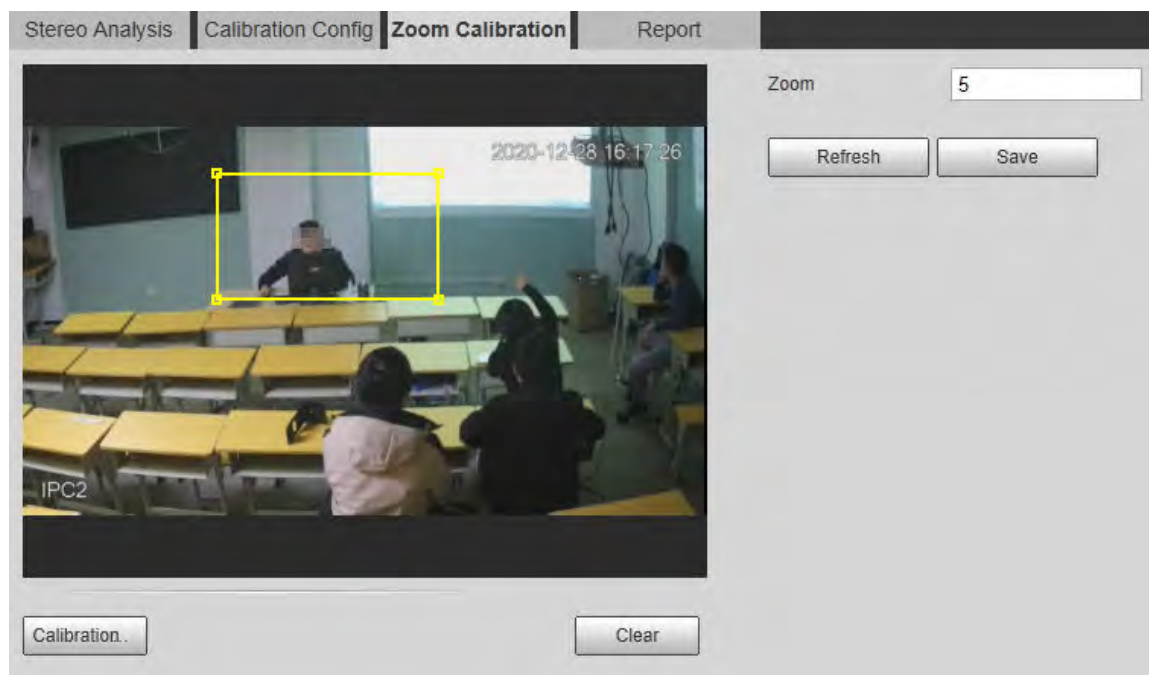 Stereo Analysis Calibration Config Zoom Calibration Report
Zoom 5
2020-12-28 16:17:26
Refresh Save
IPC2
Calibration..
Clear